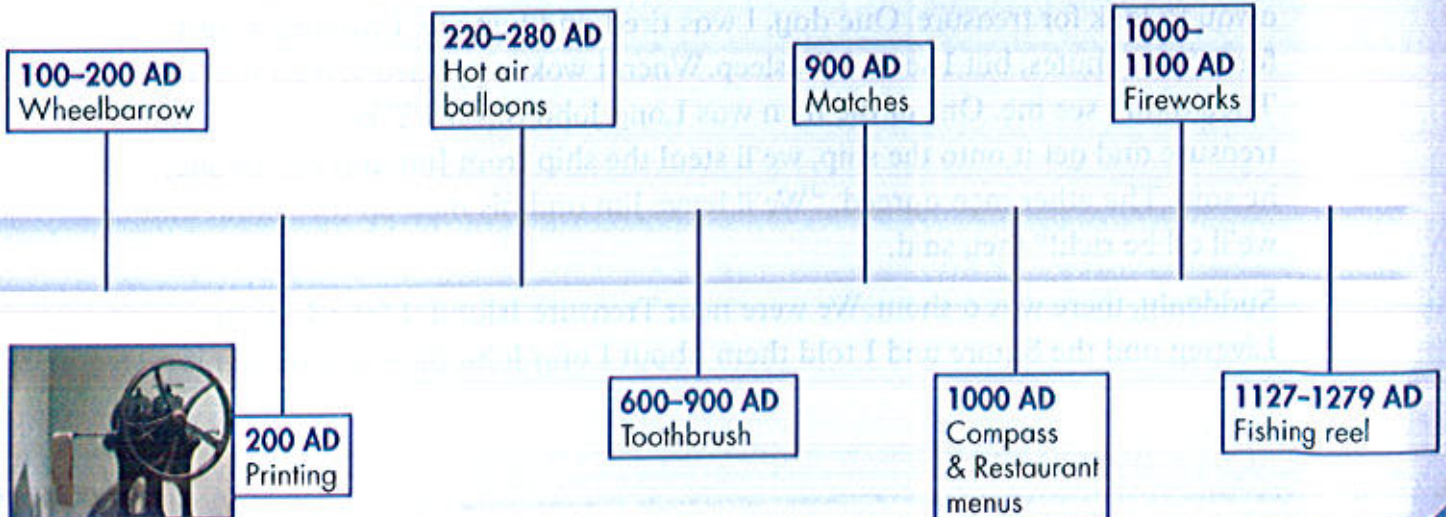 100–200 AD
Wheelbarrow
220–280 AD
Hot air
balloons
900 AD
Matches
1000–
1100 AD
Fireworks
200 AD
Printing
600–900 AD
Toothbrush
1000 AD
Compass
& Restaurant
menus
1127–1279 AD
Fishing reel